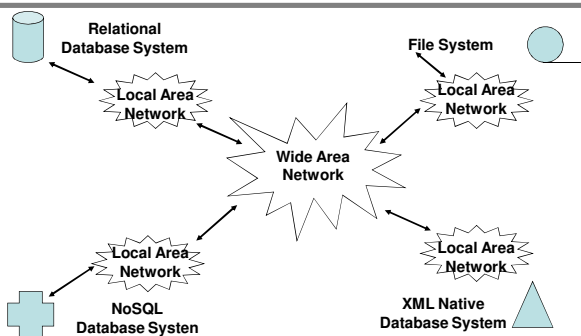 Relational
Database System
File System
Local Area
Network
Local Area
Network
Wide Area
Network
Local Area
Network
Local Area
Network
NoSQL
Database Systen
XML Native
Database System